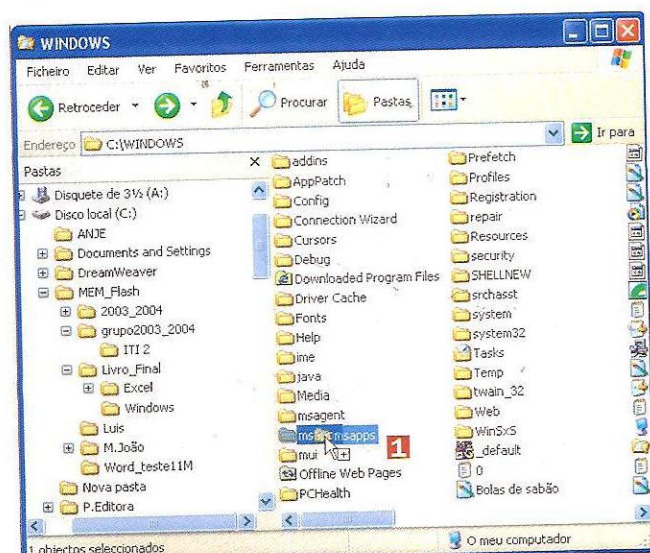 WINDOWS
Ficheiro Editar Ver Favoritos Ferramentas Ajuda
Retroceder Procurar Pastas
Endereço C:\WINDOWS Ir para
Pastas
Disquete de 3½ (A:)
Disco local (C:)
ANJE
Documents and Settings
DreamWeaver
MEM_Flash
2003_2004
grupo2003_2004
ITI 2
Livro_Final
Excel
Windows
Luis
M.João
Word_teste11M
Nova pasta
P.Editora
addins
AppPatch
Config
Connection Wizard
Cursors
Debug
Downloaded Program Files
Driver Cache
Fonts
Help
ime
java
Media
msagent
msapps
1
mui
Offline Web Pages
PCHealth
Prefetch
Profiles
Registration
repair
Resources
security
SHELLNEW
srchasst
system
system32
Tasks
Temp
twain_32
Web
WinSxS
_default
0
Bolas de sabão
1 objectos seleccionados
O meu computador